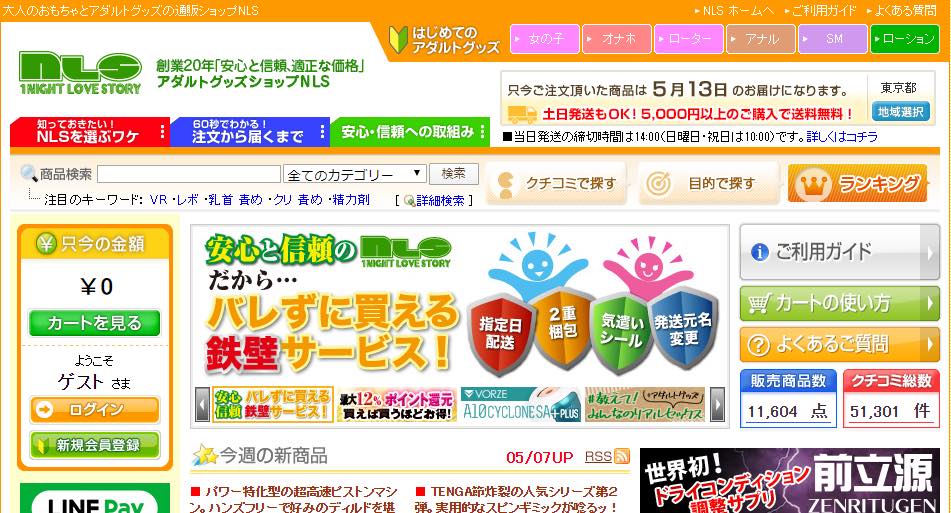 大人のおもちゃとアダルトグッズの通販ショップNLS
NLS ホームへ
ご利用ガイド
よくある質問
はじめての
アダルトグッズ
女の子
オナホ
ローター
アナル
SM
ローション
NLS
1NIGHT LOVE STORY
創業20年「安心と信頼、適正な価格」
アダルトグッズショップNLS
只今ご注文頂いた商品は 5月13日 のお届けになります。
土日発送もOK! 5,000円以上のご購入で送料無料!
東京都
地域選択
■当日発送の締切時間は14:00(日曜日・祝日は10:00)です。詳しくはコチラ
知っておきたい!
NLSを選ぶワケ
60秒でわかる!
注文から届くまで
安心・信頼への取組み
商品検索
全てのカテゴリー
検索
注目のキーワード: VR・レボ・乳首 責め・クリ 責め・精力剤
[詳細検索]
クチコミで探す
目的で探す
ランキング
只今の金額
¥0
カートを見る
ようこそ
ゲスト さま
ログイン
新規会員登録
LINE Pay
安心と信頼の NLS
1NIGHT LOVE STORY
だから…
バレずに買える
鉄壁サービス!
指定日
配送
2重
梱包
気遣い
シール
発送元名
変更
安心
信頼
バレずに買える
鉄壁サービス!
最大12%ポイント還元
買えば買うほどお得!
VORZE
A10CYCLONESA+PLUS
#教えて!
#アダルトグッズ
みんなのリアルセックス
ご利用ガイド
カートの使い方
よくあるご質問
販売商品数
11,604 点
クチコミ総数
51,301 件
今週の新商品
05/07UP
RSS
■ パワー特化型の超高速ピストンマシ
ン。ハンズフリーで好みのディルドを堪
■ TENGA節炸裂の人気シリーズ第2
弾。実用的なスピンギミックが唸るッ!
世界初!
ドライコンディション
調整サプリ
前立源
ZENRITUGEN